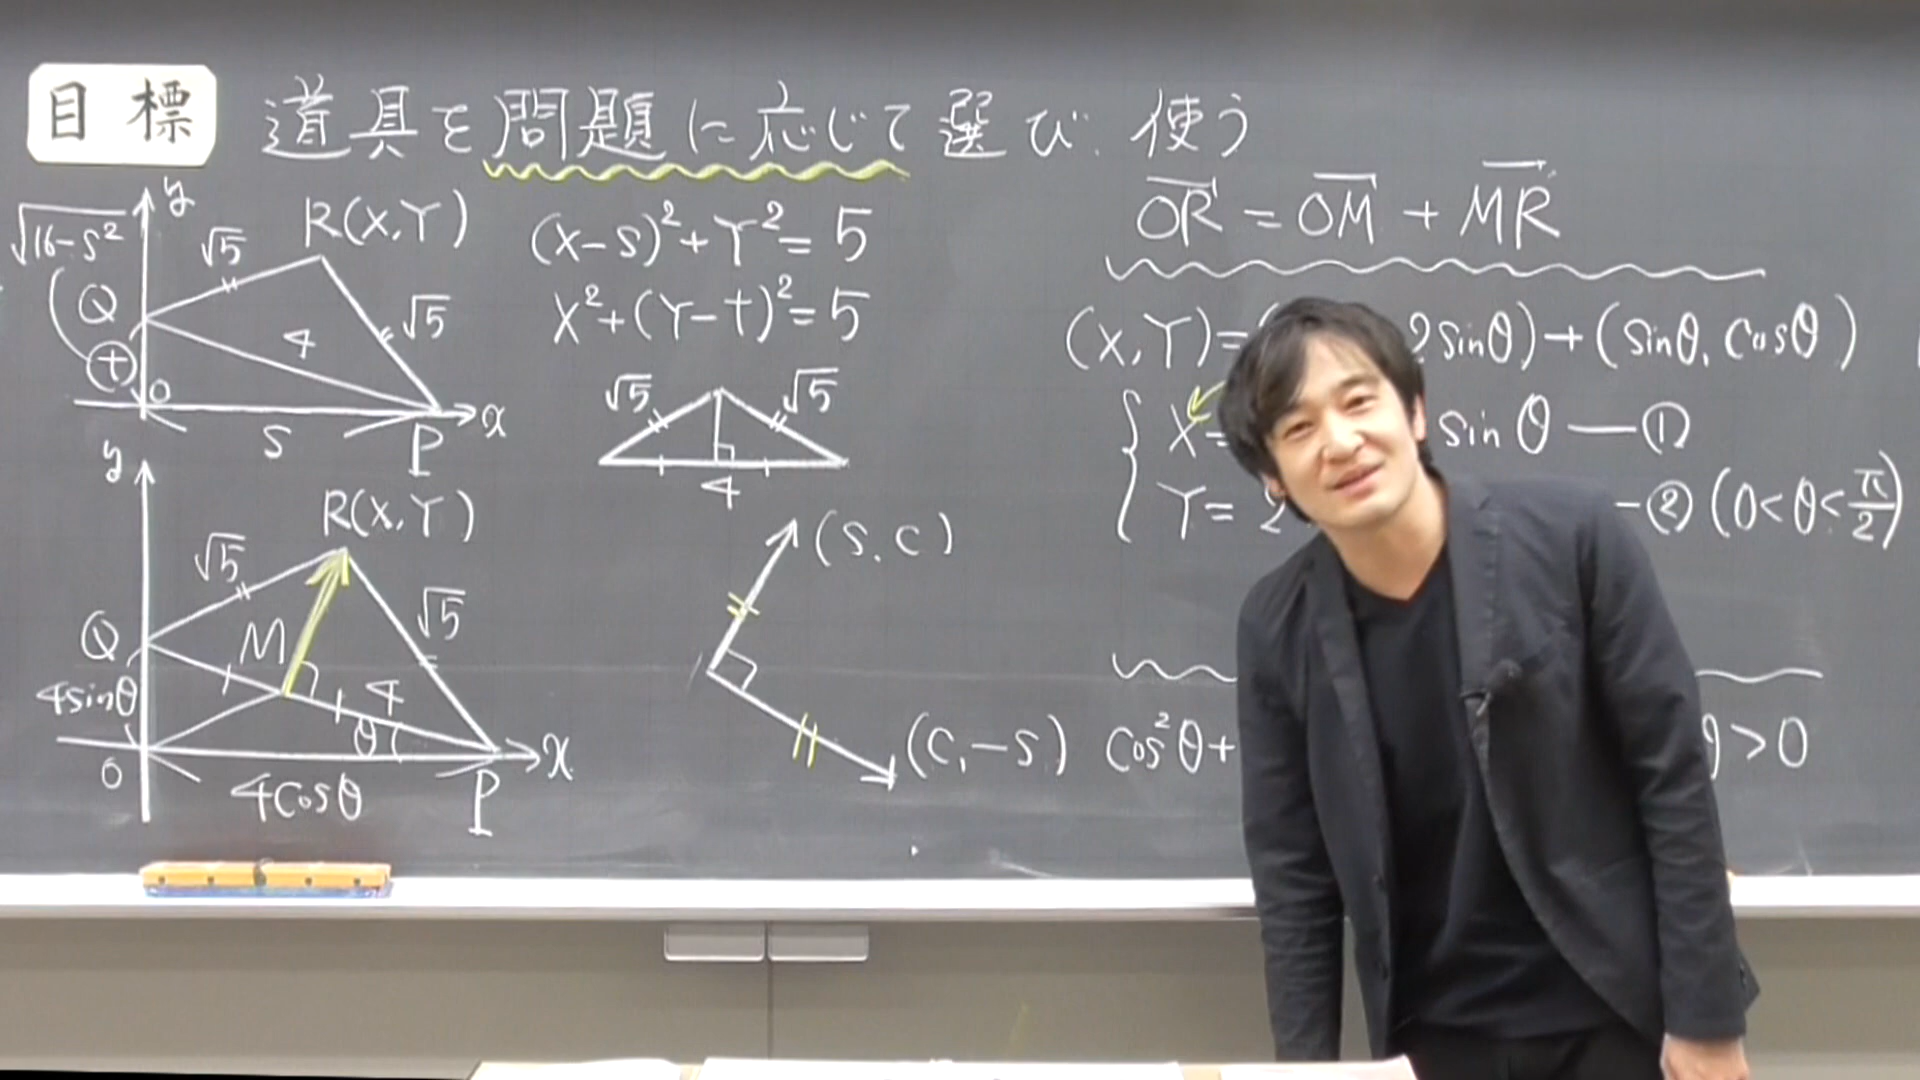 目標 道具を問題に応じて選び、使う
y
√16-s²
√5
R(X,Y)
Q
√5
4
t
O
s
P
x
(X-s)²+Y²=5
X²+(Y-t)²=5
√5
√5
4
y
R(X,Y)
√5
√5
Q
M
4
4sinθ
θ
O
4cosθ
P
x
(s,c)
(c,-s)
OR=OM+MR
(X,Y)=( 2sinθ)+(sinθ, cosθ)
X= sinθ―①
Y=2 -②(0<θ<π/2)
cos²θ+ >0